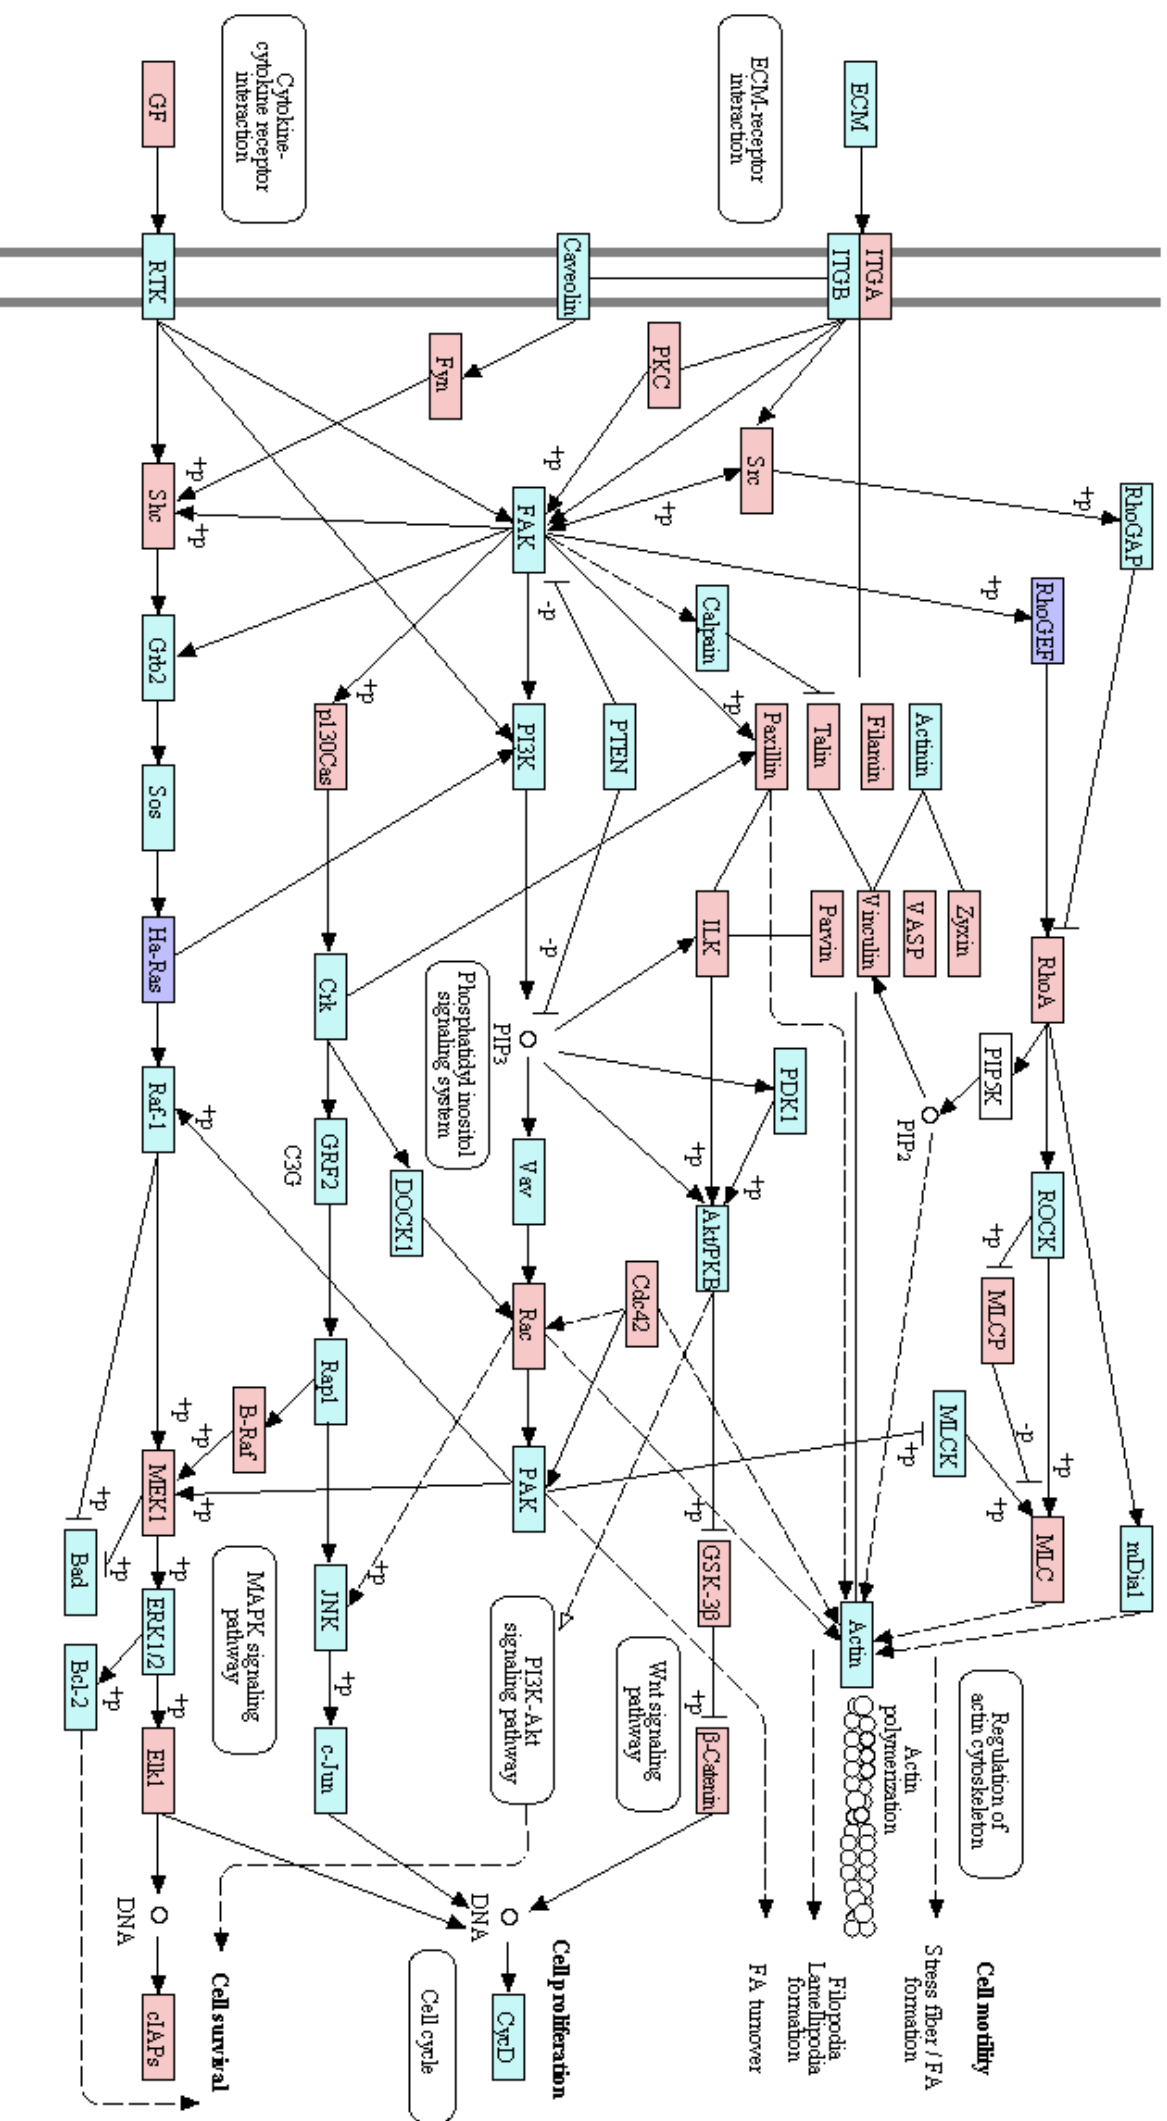 ECM-receptor
interaction
Cytokine-
cytokine receptor
interaction
ECM
GF
ITGA
ITGB
Caveolin
RTK
PKC
Fyn
Src
+p
+p
+p
+p
FAK
Shc
RhoGAP
+p
RhoGEF
+p
Calpain
-p
Grb2
Actinin
Filamin
Talin
Paxillin
+p
PTEN
PI3K
p130Cas
+p
Sos
Zyxin
VASP
Vinculin
Parvin
ILK
-p
Ha-Ras
RhoA
PIP5K
PIP2
PIP3
Phosphatidyl inositol
signaling system
Crk
PDK1
+p
+p
Akt/PKB
Vav
GRF2
C3G
DOCK1
Raf-1
+p
ROCK
+p
MLCP
-p
+p
MLCK
+p
+p
MLC
mDia1
Cdc42
Rac
PAK
Rap1
B-Raf
+p
+p
+p
MEK1
+p
+p
Bad
+p
+p
GSK-3β
+p
JNK
+p
ERK1/2
Bcl-2
+p
+p
Actin
Regulation of
actin cytoskeleton
Actin
polymerization
Wnt signaling
pathway
+p
β-Catenin
PI3K-Akt
signaling pathway
MAPK signaling
pathway
+p
c-Jun
Elk1
DNA
DNA
CycD
cIAPs
Cell cycle
Cell motility
Stress fiber / FA
formation
Filopodia
Lamellipodia
formation
FA turnover
Cell proliferation
Cell survival